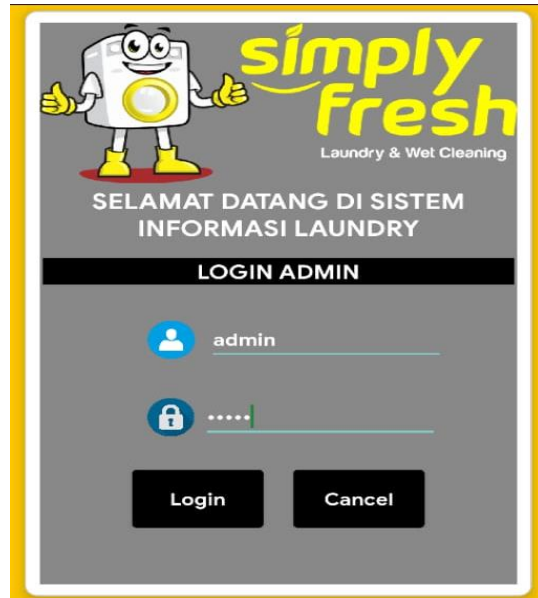 simply
fresh
Laundry & Wet Cleaning
SELAMAT DATANG DI SISTEM
INFORMASI LAUNDRY
LOGIN ADMIN
admin
•••••
Login
Cancel